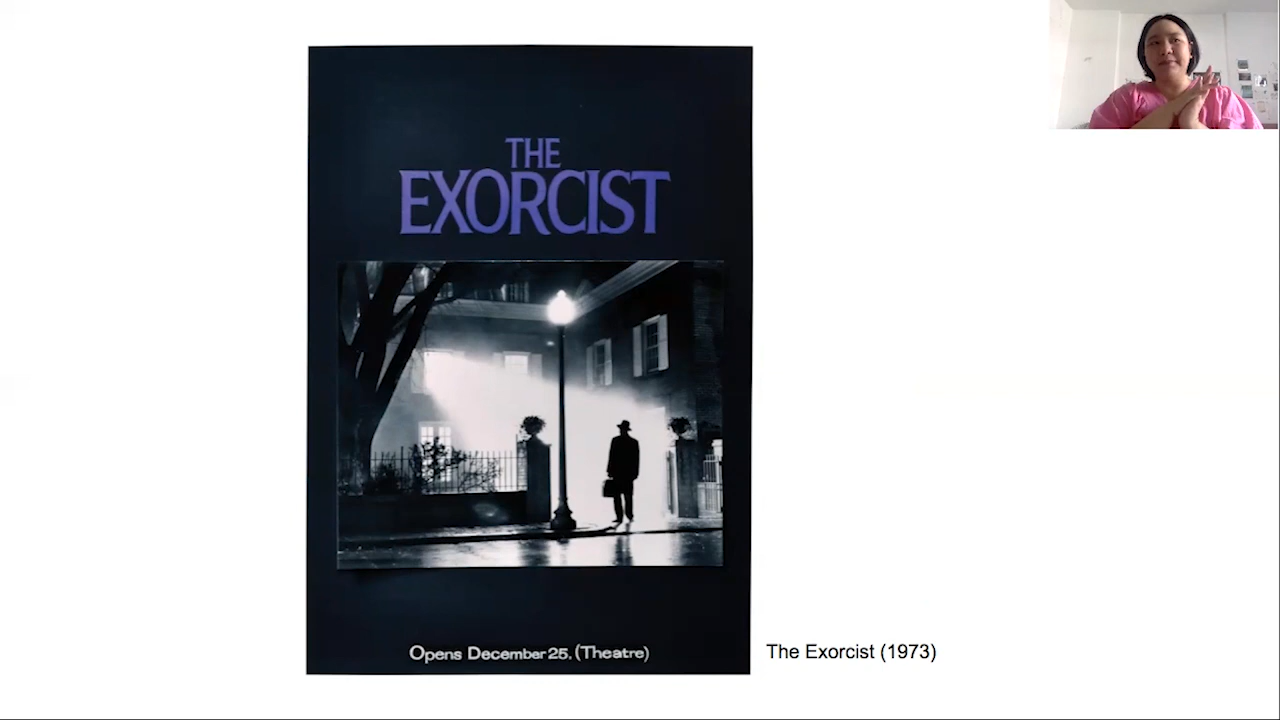 THE
EXORCIST
Opens December 25. (Theatre)
The Exorcist (1973)